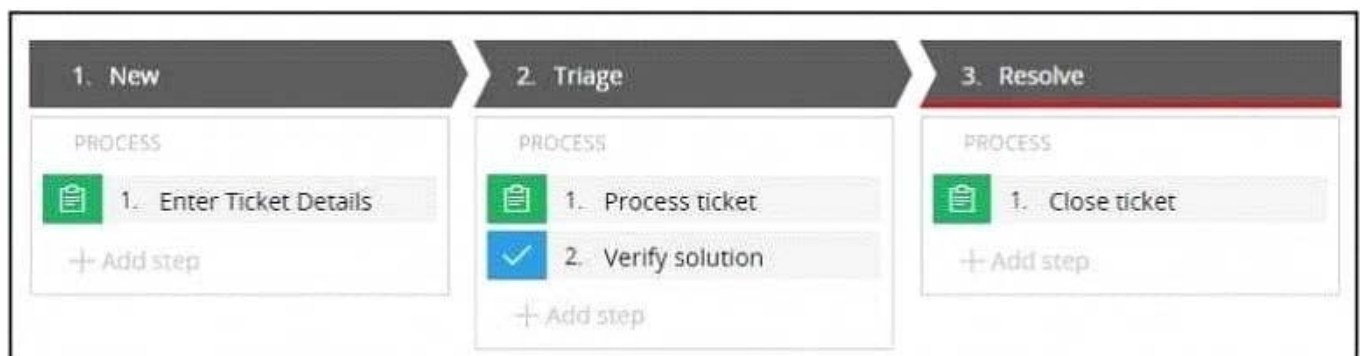 1. New
PROCESS
1. Enter Ticket Details
+ Add step
2. Triage
PROCESS
1. Process ticket
2. Verify solution
+ Add step
3. Resolve
PROCESS
1. Close ticket
+ Add step